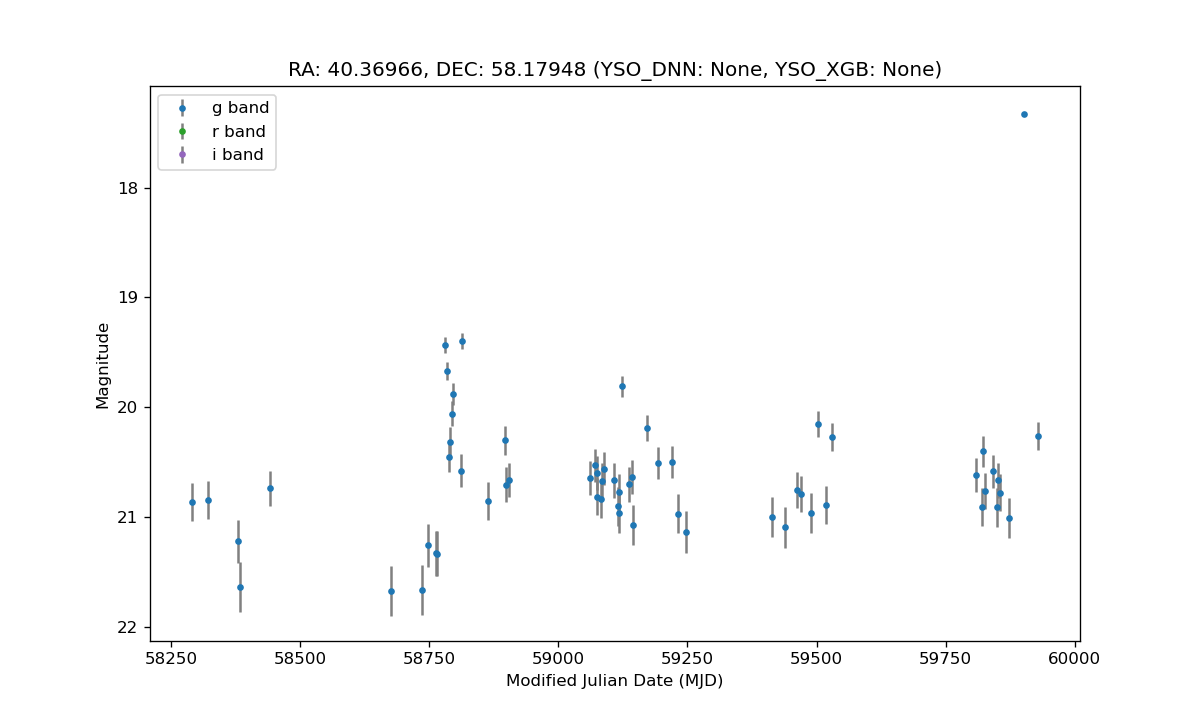 RA: 40.36966, DEC: 58.17948 (YSO_DNN: None, YSO_XGB: None)
g band
r band
i band
18
19
20
21
22
Magnitude
58250 58500 58750 59000 59250 59500 59750 60000
Modified Julian Date (MJD)